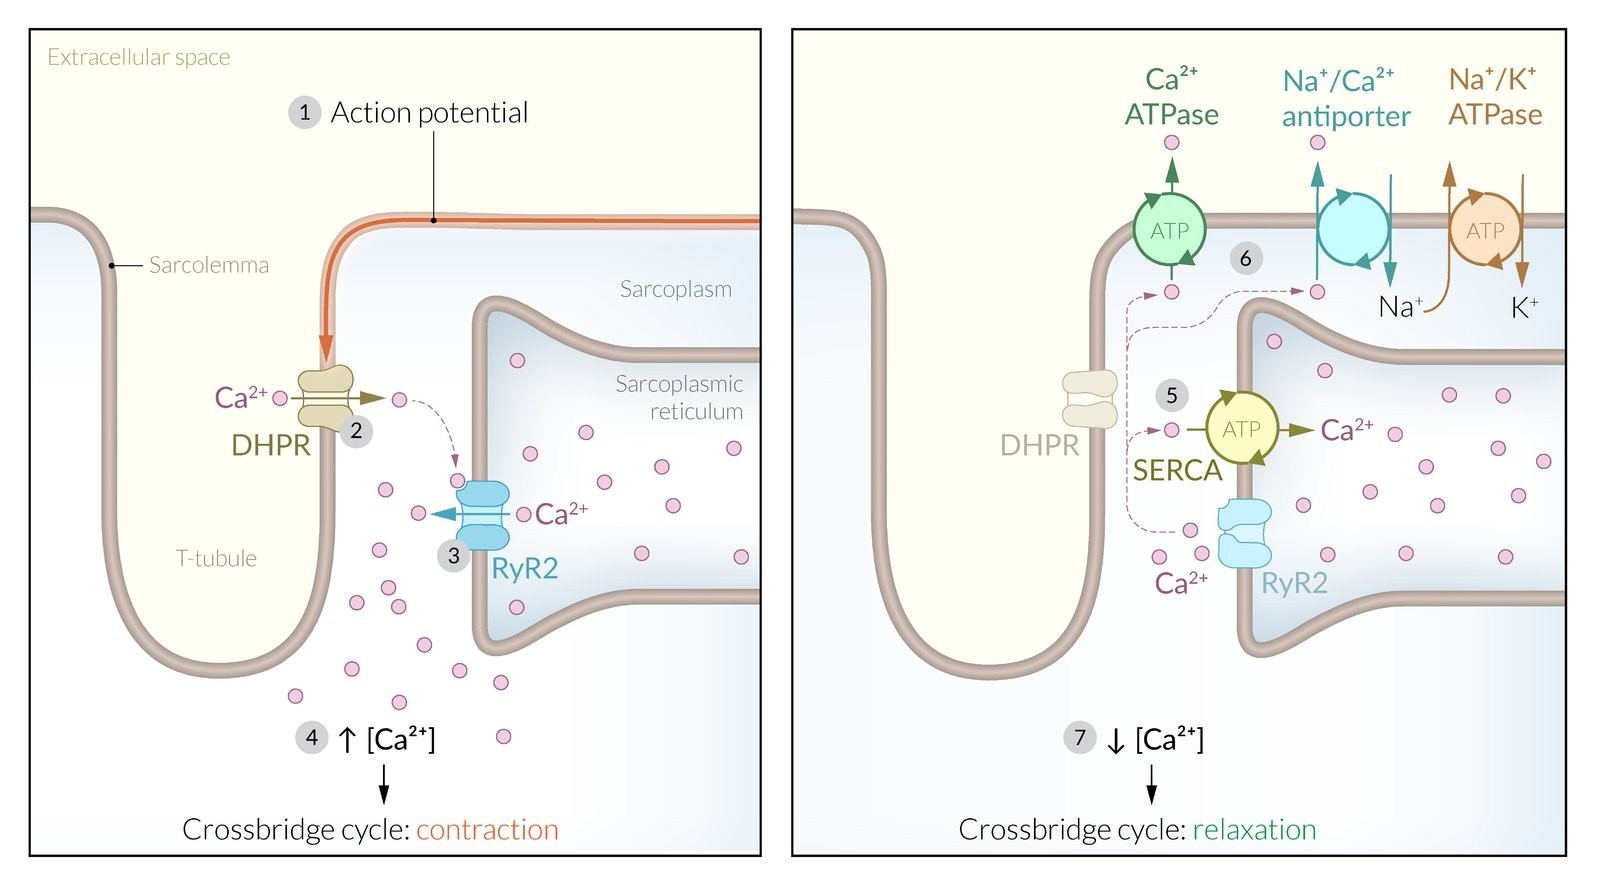 Extracellular space
1 Action potential
Sarcolemma
Sarcoplasm
Sarcoplasmic
reticulum
Ca²⁺
2
DHPR
Ca²⁺
3
RyR2
T-tubule
4 ↑ [Ca²⁺]
Crossbridge cycle: contraction
Ca²⁺
ATPase
Na⁺/Ca²⁺
antiporter
Na⁺/K⁺
ATPase
ATP
ATP
6
Na⁺
K⁺
5
ATP
Ca²⁺
DHPR
SERCA
Ca²⁺
RyR2
7 ↓ [Ca²⁺]
Crossbridge cycle: relaxation